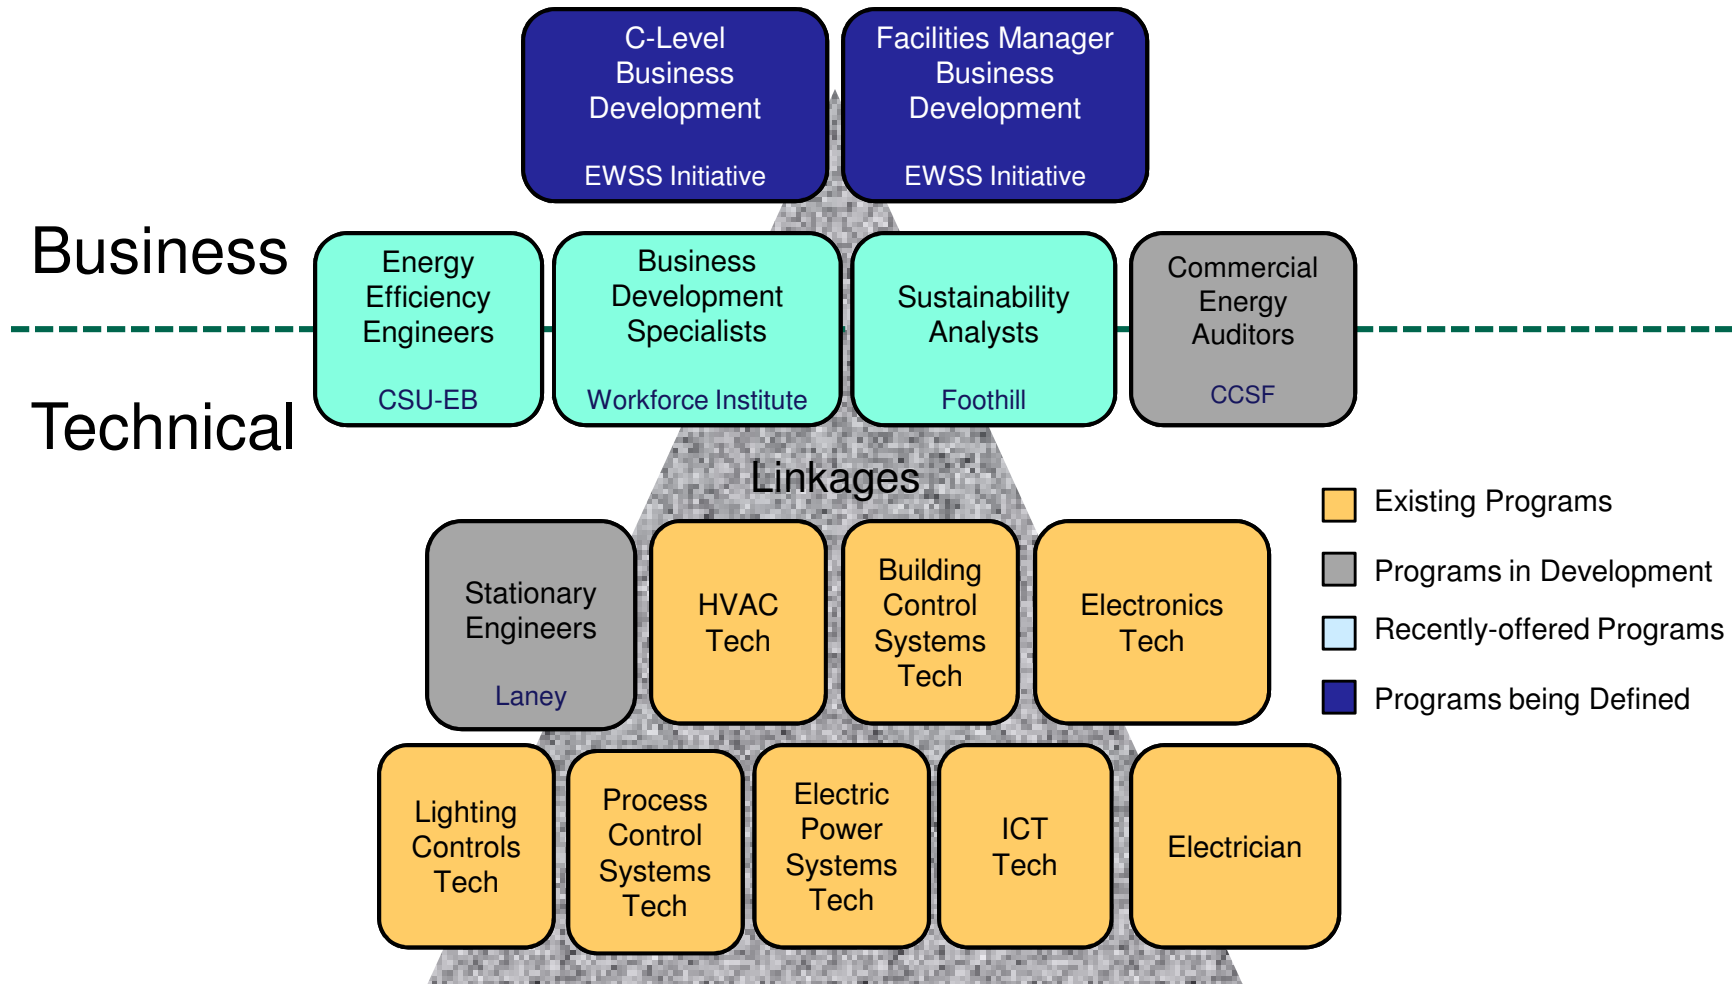 C-Level
Business
Development
EWSS Initiative
Facilities Manager
Business
Development
EWSS Initiative
Business
Energy
Efficiency
Engineers
CSU-EB
Business
Development
Specialists
Workforce Institute
Sustainability
Analysts
Foothill
Commercial
Energy
Auditors
CCSF
Technical
Linkages
Existing Programs
Programs in Development
Recently-offered Programs
Programs being Defined
Stationary
Engineers
Laney
HVAC
Tech
Building
Control
Systems
Tech
Electronics
Tech
Lighting
Controls
Tech
Process
Control
Systems
Tech
Electric
Power
Systems
Tech
ICT
Tech
Electrician